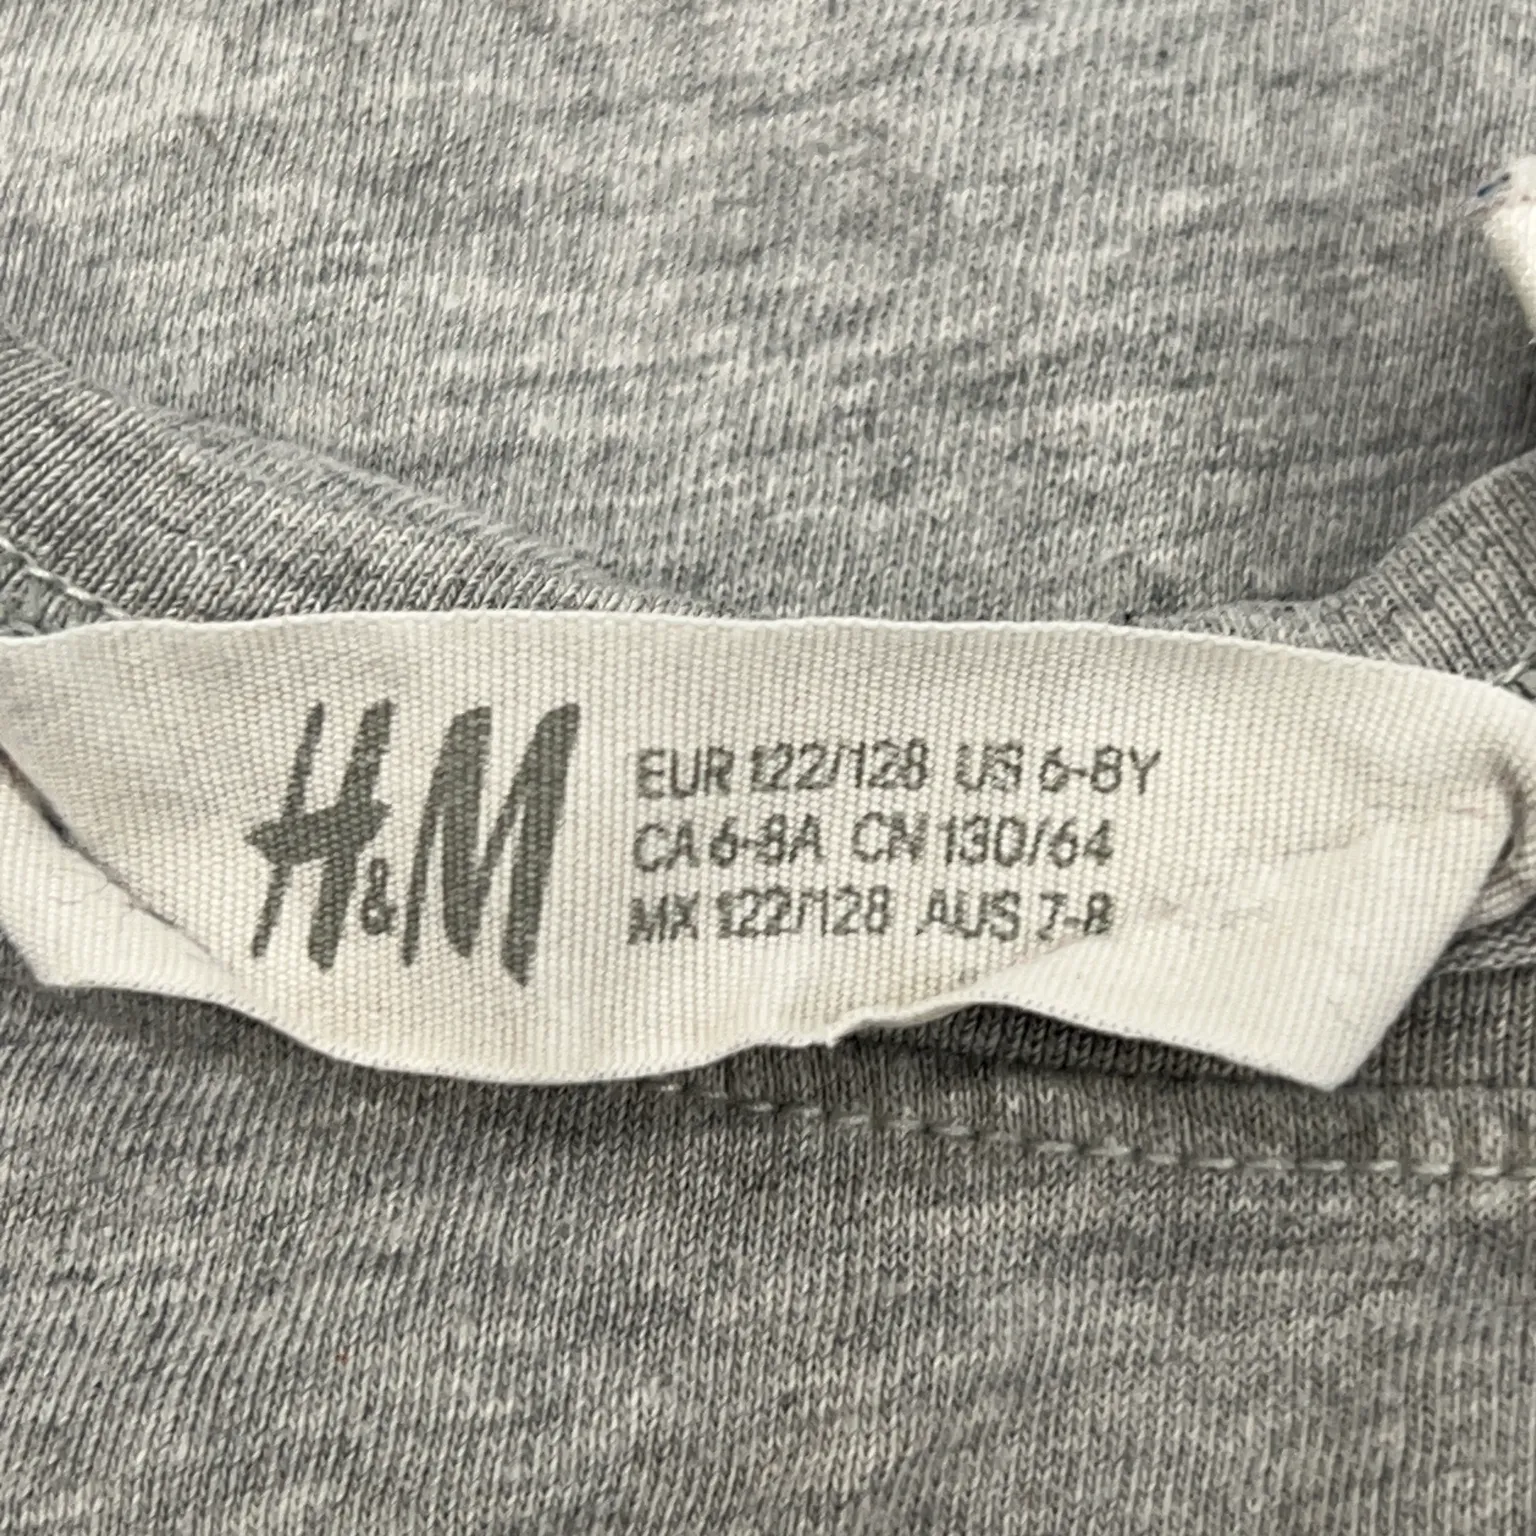 H&M
EUR 122/128 US 6-8Y
CA 6-8A CN 130/64
MX 122/128 AUS 7-8